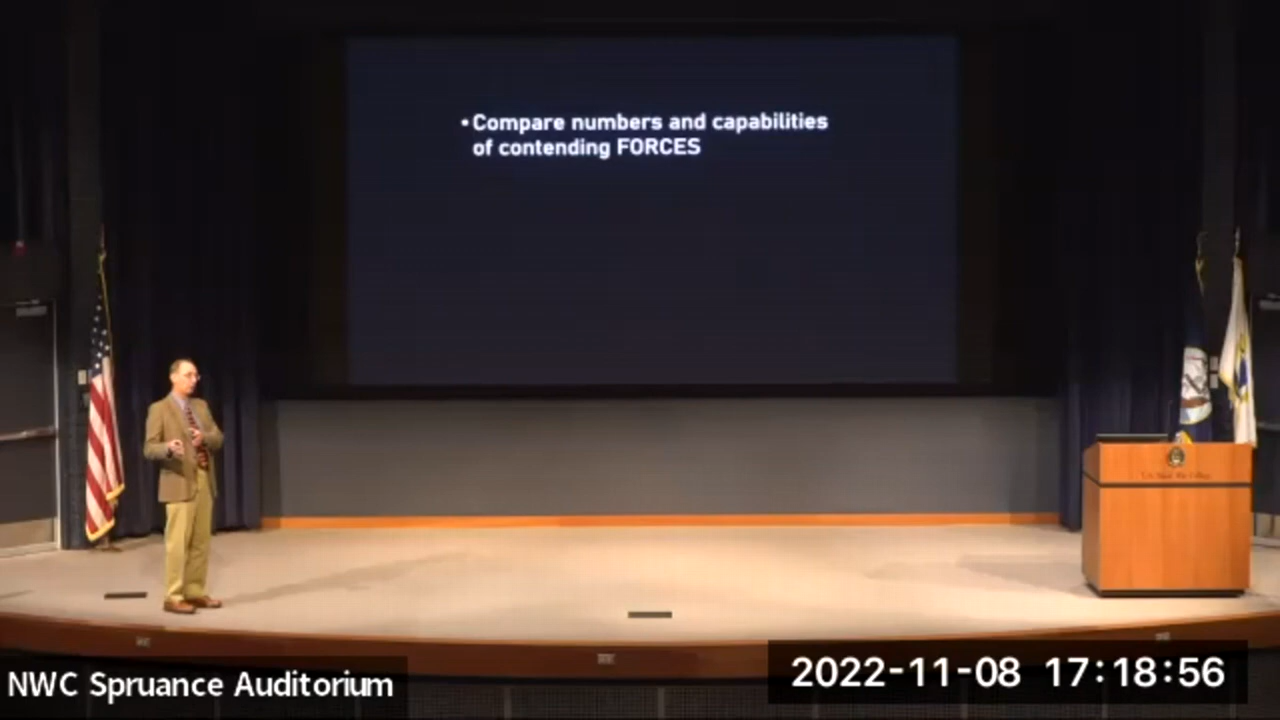 • Compare numbers and capabilities
of contending FORCES
NWC Spruance Auditorium
2022-11-08 17:18:56